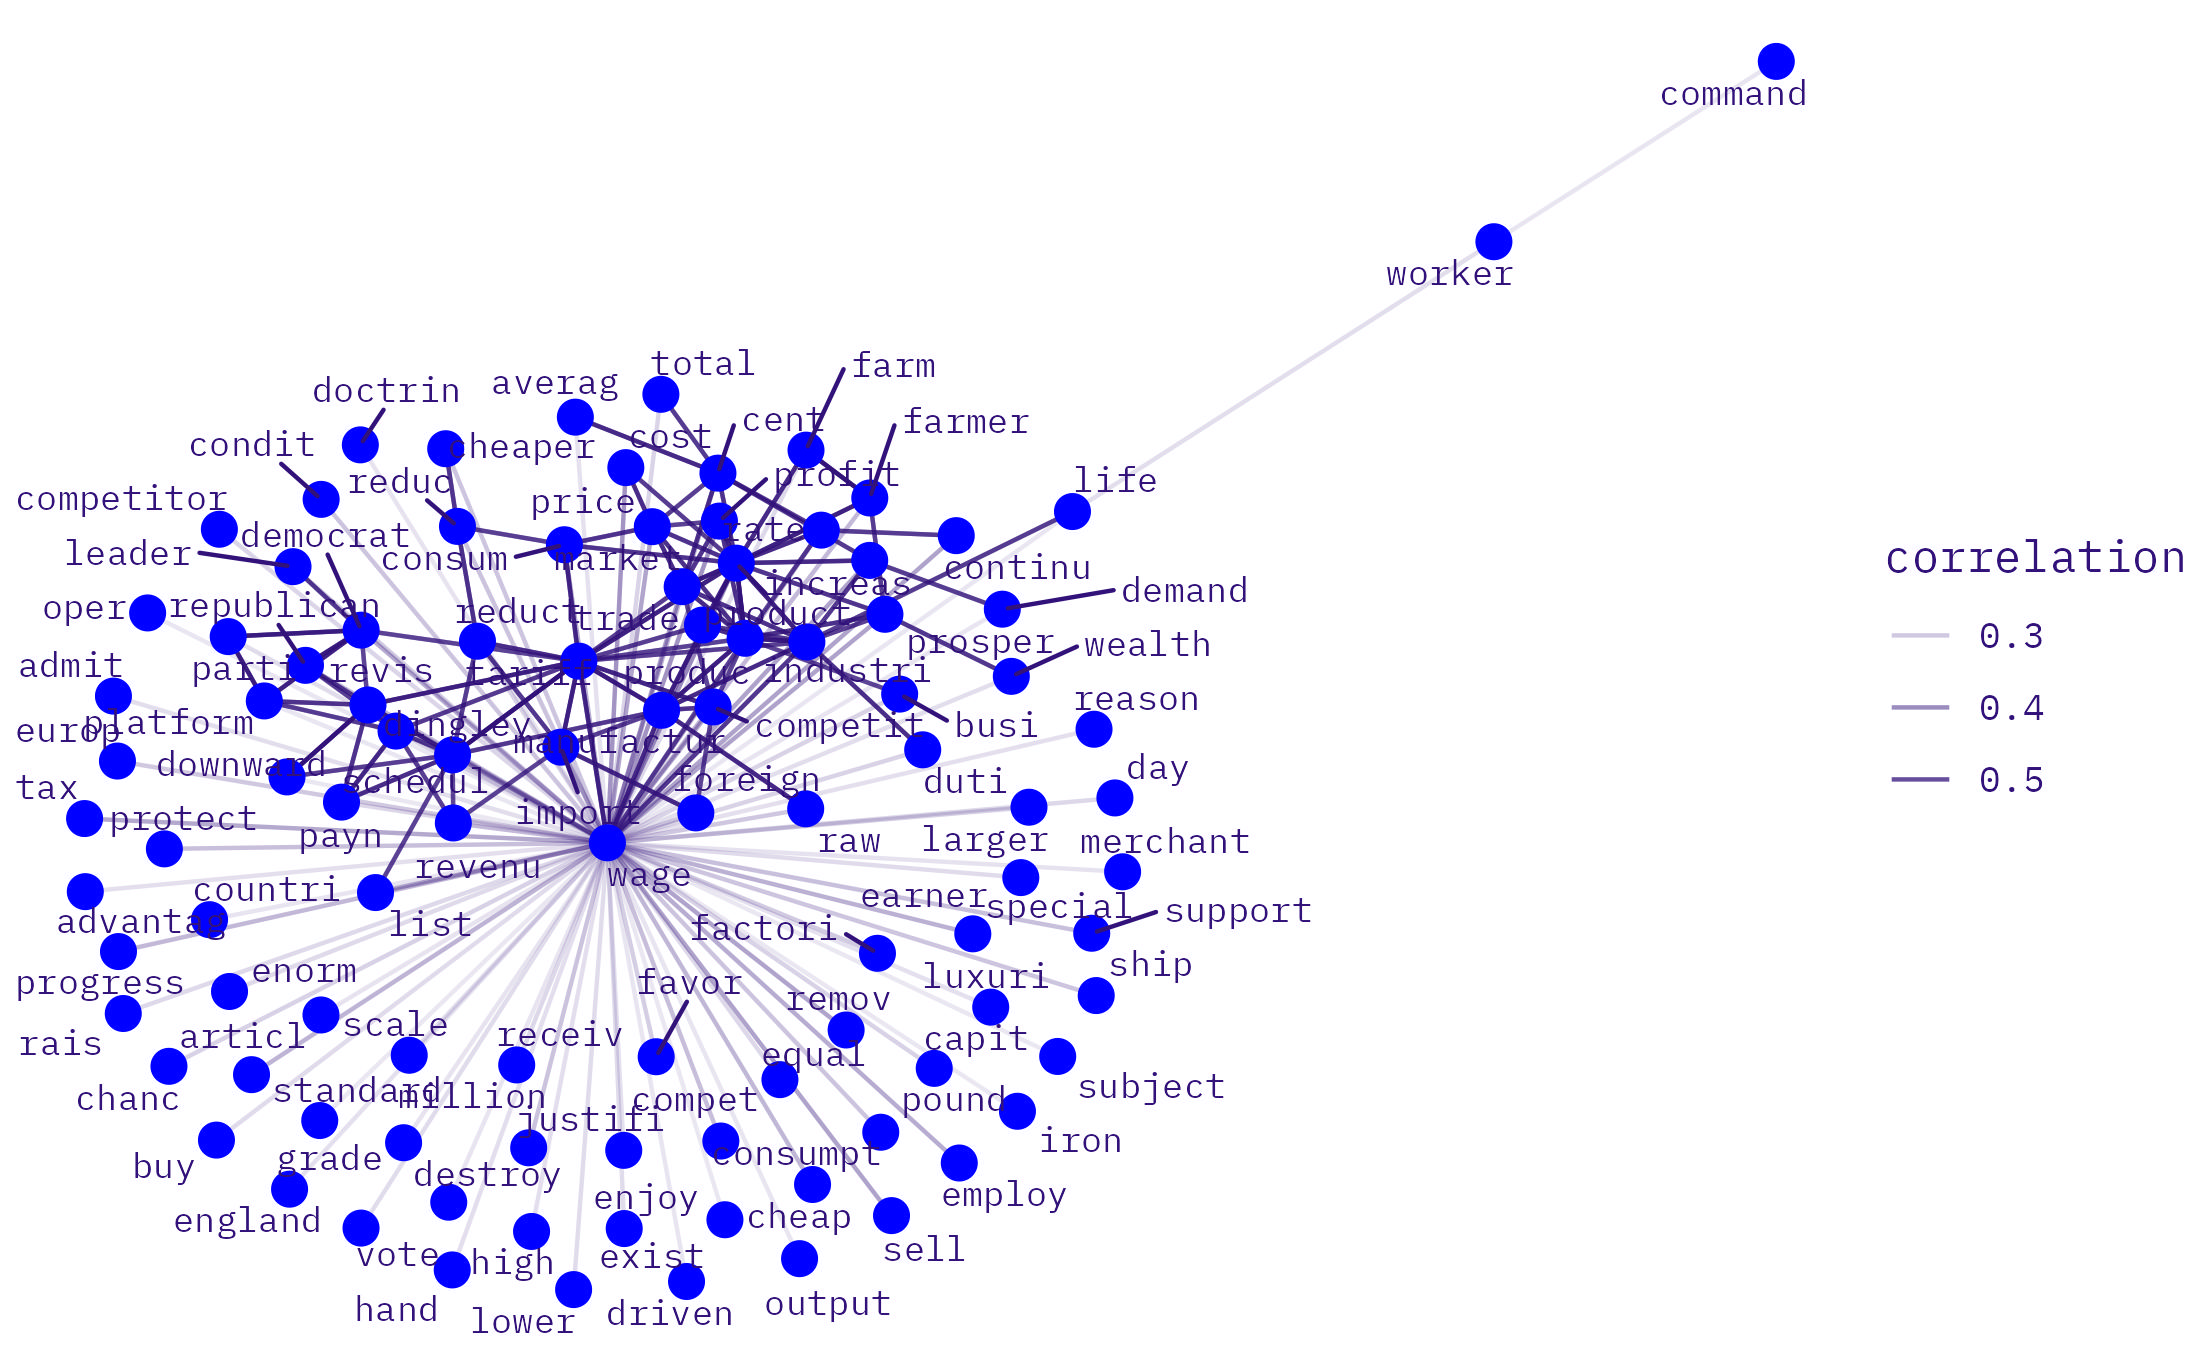 command
worker
total
farm
averag
doctrin
cent
farmer
cost
condit
cheaper
profit
reduc
life
competitor
price
rate
democrat
leader
consum
market
continu
increas
demand
oper
republican
reduct
trade
product
prosper
wealth
admit
parti
revis
tariff
produc
industri
reason
europ
platform
dingley
manufactur
competit
busi
downward
schedul
foreign
duti
day
tax
protect
import
payn
raw
larger
merchant
revenu
wage
countri
earner
special
support
advantag
list
factori
ship
progress
enorm
favor
luxuri
remov
rais
articl
scale
receiv
equal
capit
chanc
standard
million
compet
pound
subject
justifi
buy
grade
destroy
consumpt
iron
england
enjoy
cheap
employ
vote
high
exist
sell
hand
lower
driven
output
correlation
0.3
0.4
0.5